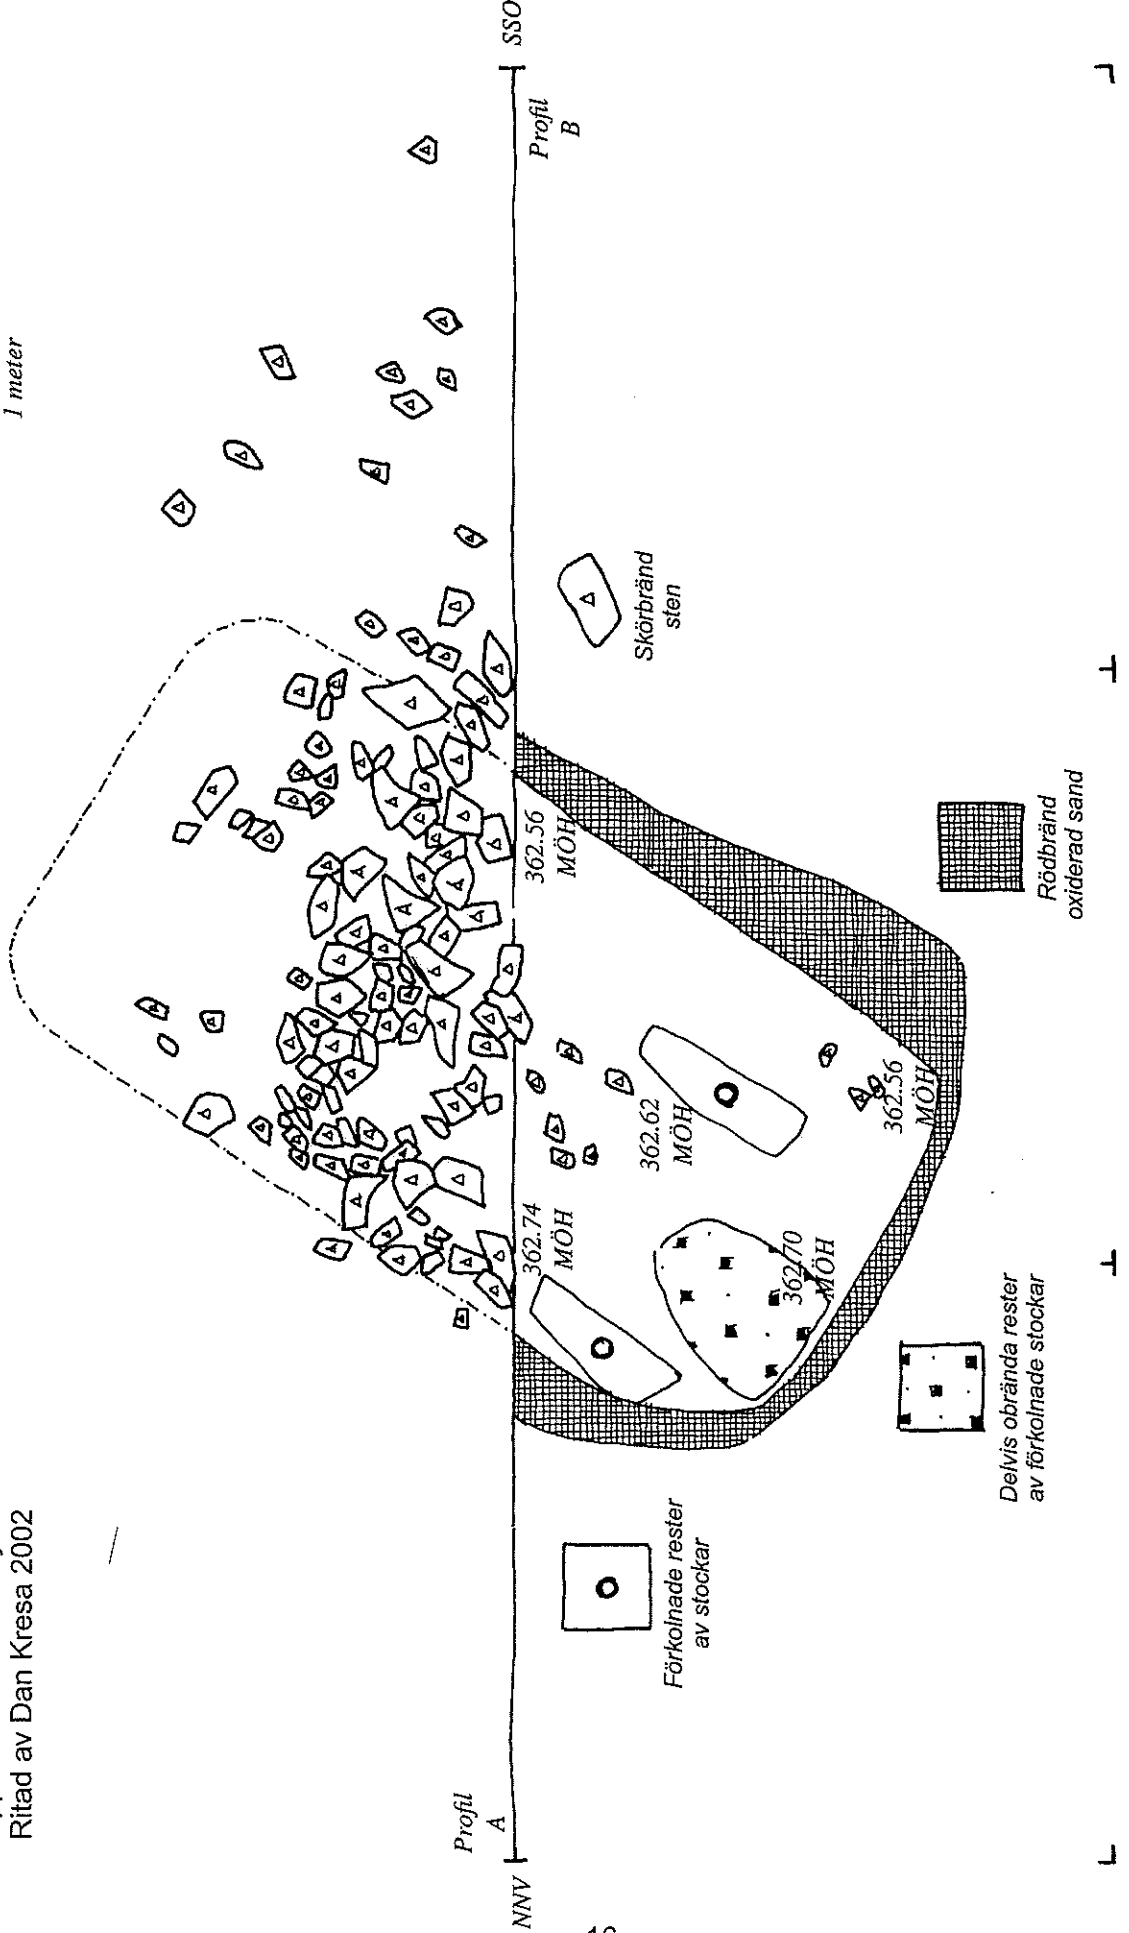 Ritad av Dan Kresa 2002
1 meter
NNV
Profil
A
Profil
B
SSO
362.74
MÖH
362.56
MÖH
362.62
MÖH
362.70
MÖH
362.56
MÖH
Förkolnade rester
av stockar
Skörbränd
sten
Delvis obrända rester
av förkolnade stockar
Rödbränd
oxiderad sand